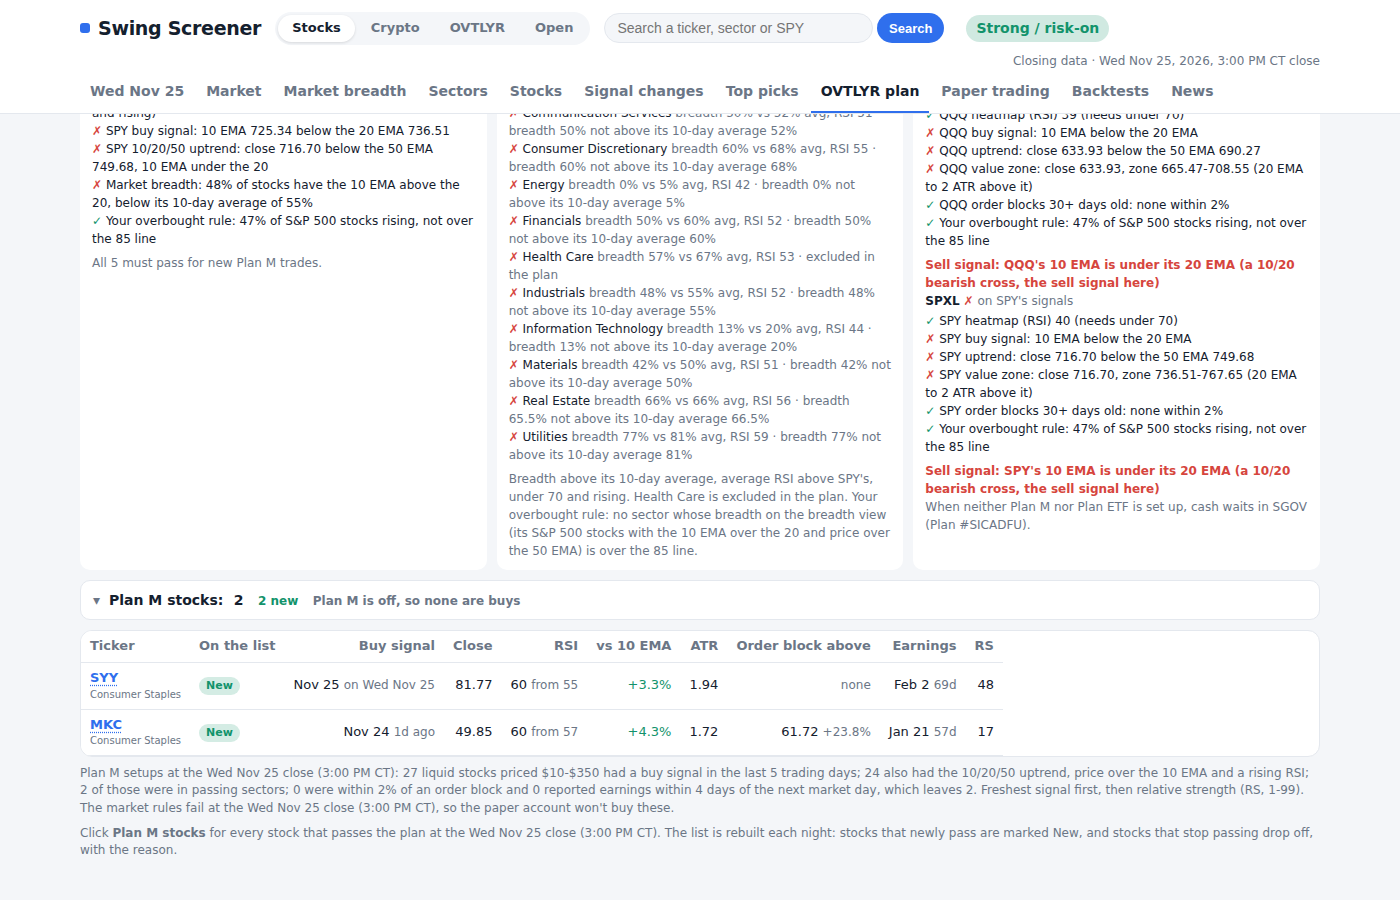 Swing Screener
Stocks Crypto OVTLYR Open
Search a ticker, sector or SPY
Search
Strong / risk-on
Closing data · Wed Nov 25, 2026, 3:00 PM CT close
Wed Nov 25 Market Market breadth Sectors Stocks Signal changes Top picks OVTLYR plan Paper trading Backtests News
and rising)
✗ SPY buy signal: 10 EMA 725.34 below the 20 EMA 736.51
✗ SPY 10/20/50 uptrend: close 716.70 below the 50 EMA
749.68, 10 EMA under the 20
✗ Market breadth: 48% of stocks have the 10 EMA above the
20, below its 10-day average of 55%
✓ Your overbought rule: 47% of S&P 500 stocks rising, not over
the 85 line
All 5 must pass for new Plan M trades.
✗ Communication Services breadth 50% vs 52% avg, RSI 51 ·
breadth 50% not above its 10-day average 52%
✗ Consumer Discretionary breadth 60% vs 68% avg, RSI 55 ·
breadth 60% not above its 10-day average 68%
✗ Energy breadth 0% vs 5% avg, RSI 42 · breadth 0% not
above its 10-day average 5%
✗ Financials breadth 50% vs 60% avg, RSI 52 · breadth 50%
not above its 10-day average 60%
✗ Health Care breadth 57% vs 67% avg, RSI 53 · excluded in
the plan
✗ Industrials breadth 48% vs 55% avg, RSI 52 · breadth 48%
not above its 10-day average 55%
✗ Information Technology breadth 13% vs 20% avg, RSI 44 ·
breadth 13% not above its 10-day average 20%
✗ Materials breadth 42% vs 50% avg, RSI 51 · breadth 42% not
above its 10-day average 50%
✗ Real Estate breadth 66% vs 66% avg, RSI 56 · breadth
65.5% not above its 10-day average 66.5%
✗ Utilities breadth 77% vs 81% avg, RSI 59 · breadth 77% not
above its 10-day average 81%
Breadth above its 10-day average, average RSI above SPY's,
under 70 and rising. Health Care is excluded in the plan. Your
overbought rule: no sector whose breadth on the breadth view
(its S&P 500 stocks with the 10 EMA over the 20 and price over
the 50 EMA) is over the 85 line.
✓ QQQ heatmap (RSI) 39 (needs under 70)
✗ QQQ buy signal: 10 EMA below the 20 EMA
✗ QQQ uptrend: close 633.93 below the 50 EMA 690.27
✗ QQQ value zone: close 633.93, zone 665.47-708.55 (20 EMA
to 2 ATR above it)
✓ QQQ order blocks 30+ days old: none within 2%
✓ Your overbought rule: 47% of S&P 500 stocks rising, not over
the 85 line
Sell signal: QQQ's 10 EMA is under its 20 EMA (a 10/20
bearish cross, the sell signal here)
SPXL ✗ on SPY's signals
✓ SPY heatmap (RSI) 40 (needs under 70)
✗ SPY buy signal: 10 EMA below the 20 EMA
✗ SPY uptrend: close 716.70 below the 50 EMA 749.68
✗ SPY value zone: close 716.70, zone 736.51-767.65 (20 EMA
to 2 ATR above it)
✓ SPY order blocks 30+ days old: none within 2%
✓ Your overbought rule: 47% of S&P 500 stocks rising, not over
the 85 line
Sell signal: SPY's 10 EMA is under its 20 EMA (a 10/20
bearish cross, the sell signal here)
When neither Plan M nor Plan ETF is set up, cash waits in SGOV
(Plan #SICADFU).
▾ Plan M stocks: 2 2 new Plan M is off, so none are buys
Ticker On the list Buy signal Close RSI vs 10 EMA ATR Order block above Earnings RS
SYY New Nov 25 on Wed Nov 25 81.77 60 from 55 +3.3% 1.94 none Feb 2 69d 48
Consumer Staples
MKC New Nov 24 1d ago 49.85 60 from 57 +4.3% 1.72 61.72 +23.8% Jan 21 57d 17
Consumer Staples
Plan M setups at the Wed Nov 25 close (3:00 PM CT): 27 liquid stocks priced $10-$350 had a buy signal in the last 5 trading days; 24 also had the 10/20/50 uptrend, price over the 10 EMA and a rising RSI;
2 of those were in passing sectors; 0 were within 2% of an order block and 0 reported earnings within 4 days of the next market day, which leaves 2. Freshest signal first, then relative strength (RS, 1-99).
The market rules fail at the Wed Nov 25 close (3:00 PM CT), so the paper account won't buy these.
Click Plan M stocks for every stock that passes the plan at the Wed Nov 25 close (3:00 PM CT). The list is rebuilt each night: stocks that newly pass are marked New, and stocks that stop passing drop off,
with the reason.